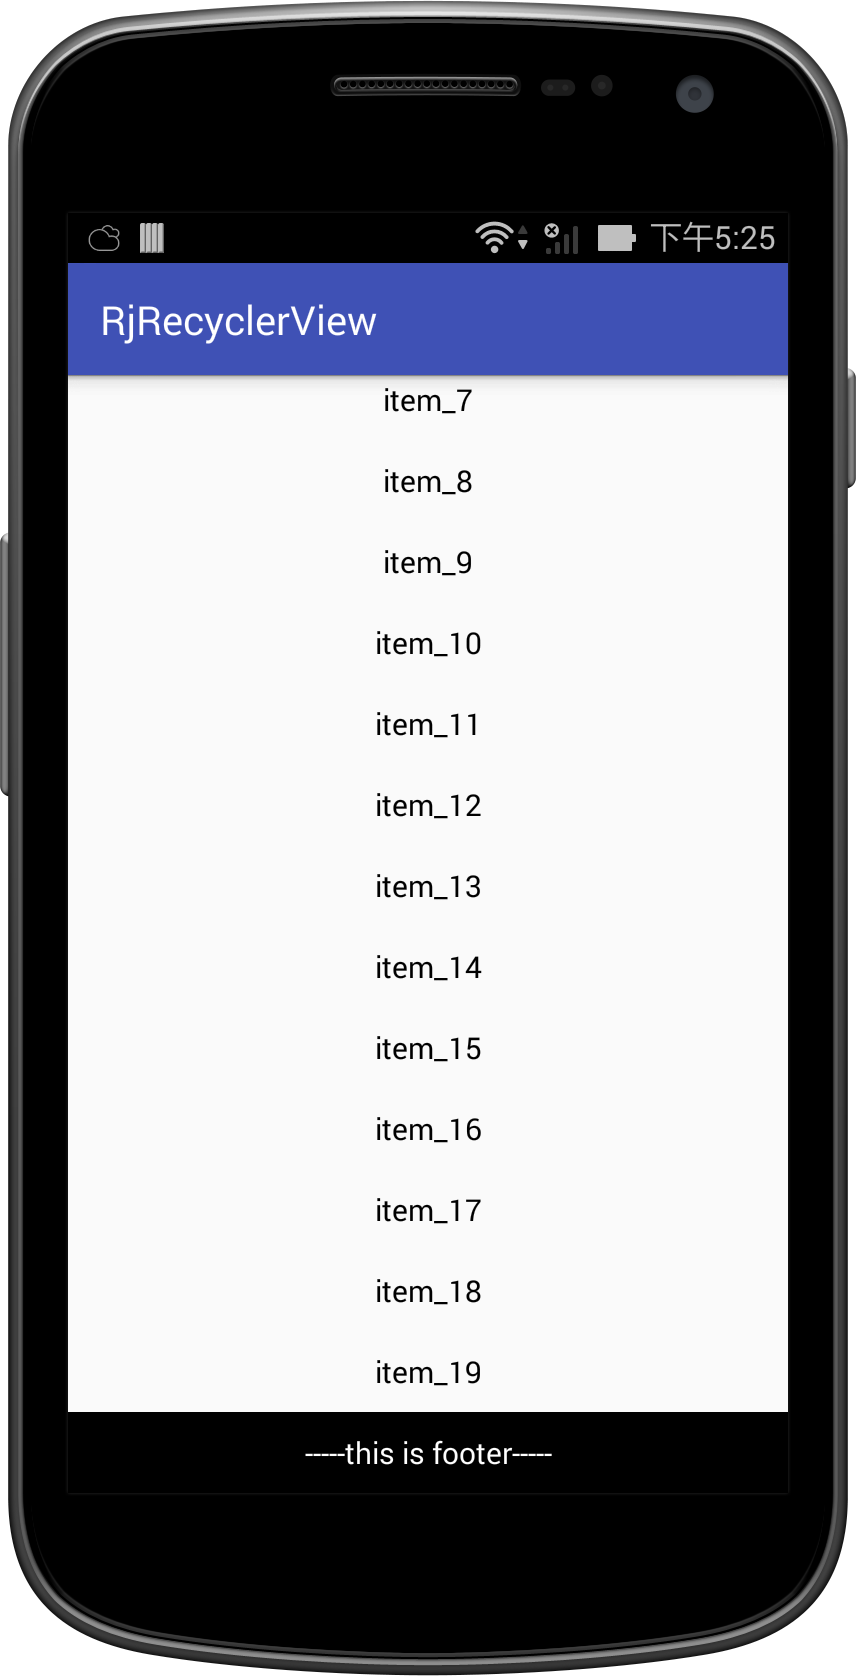 下午5:25
RjRecyclerView
item_7
item_8
item_9
item_10
item_11
item_12
item_13
item_14
item_15
item_16
item_17
item_18
item_19
-----this is footer-----